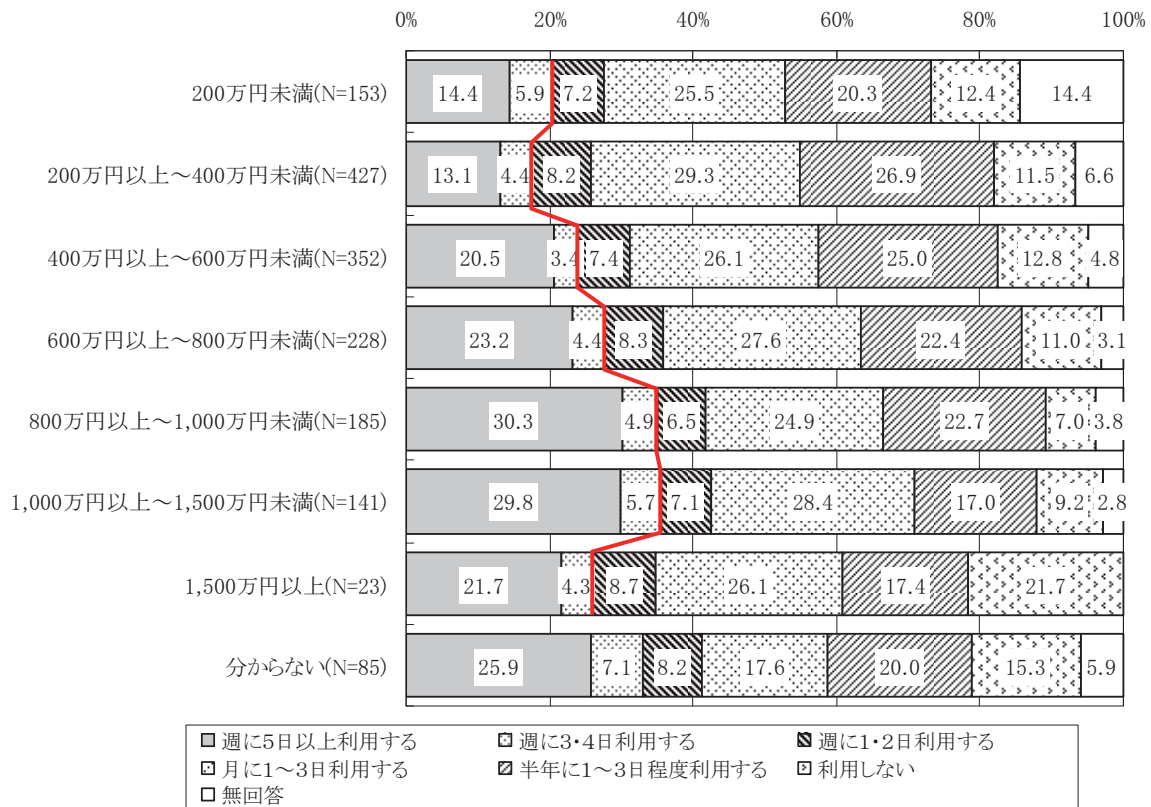 0% 20% 40% 60% 80% 100%
200万円未満(N=153) 14.4 5.9 7.2 25.5 20.3 12.4 14.4
200万円以上～400万円未満(N=427) 13.1 4.4 8.2 29.3 26.9 11.5 6.6
400万円以上～600万円未満(N=352) 20.5 3.4 7.4 26.1 25.0 12.8 4.8
600万円以上～800万円未満(N=228) 23.2 4.4 8.3 27.6 22.4 11.0 3.1
800万円以上～1,000万円未満(N=185) 30.3 4.9 6.5 24.9 22.7 7.0 3.8
1,000万円以上～1,500万円未満(N=141) 29.8 5.7 7.1 28.4 17.0 9.2 2.8
1,500万円以上(N=23) 21.7 4.3 8.7 26.1 17.4 21.7
分からない(N=85) 25.9 7.1 8.2 17.6 20.0 15.3 5.9
週に5日以上利用する 週に3・4日利用する 週に1・2日利用する
月に1～3日利用する 半年に1～3日程度利用する 利用しない
無回答